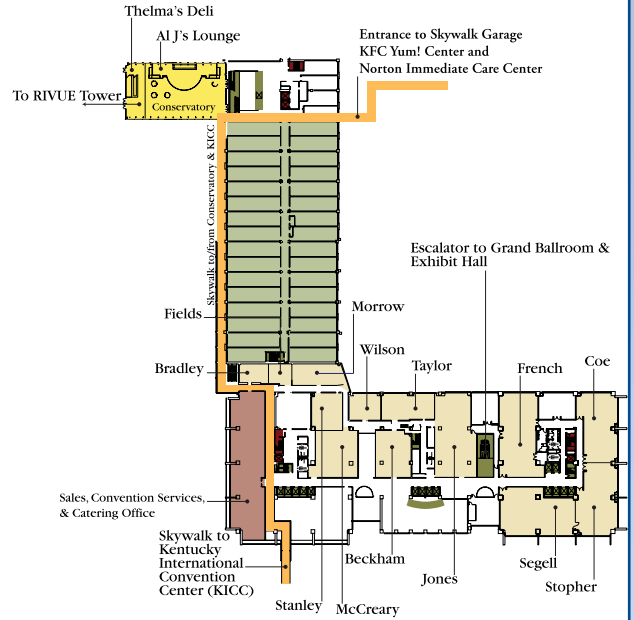 Thelma's Deli
Al J's Lounge
Entrance to Skywalk Garage
KFC Yum! Center and
Norton Immediate Care Center
To RIVUE Tower
Conservatory
Skywalk to/from Conservatory & KICC
Escalator to Grand Ballroom &
Exhibit Hall
Fields
Morrow
Wilson
Bradley
Taylor
French
Coe
Sales, Convention Services,
& Catering Office
Skywalk to
Kentucky
International
Convention
Center (KICC)
Beckham
Segell
Jones
Stopher
Stanley
McCreary